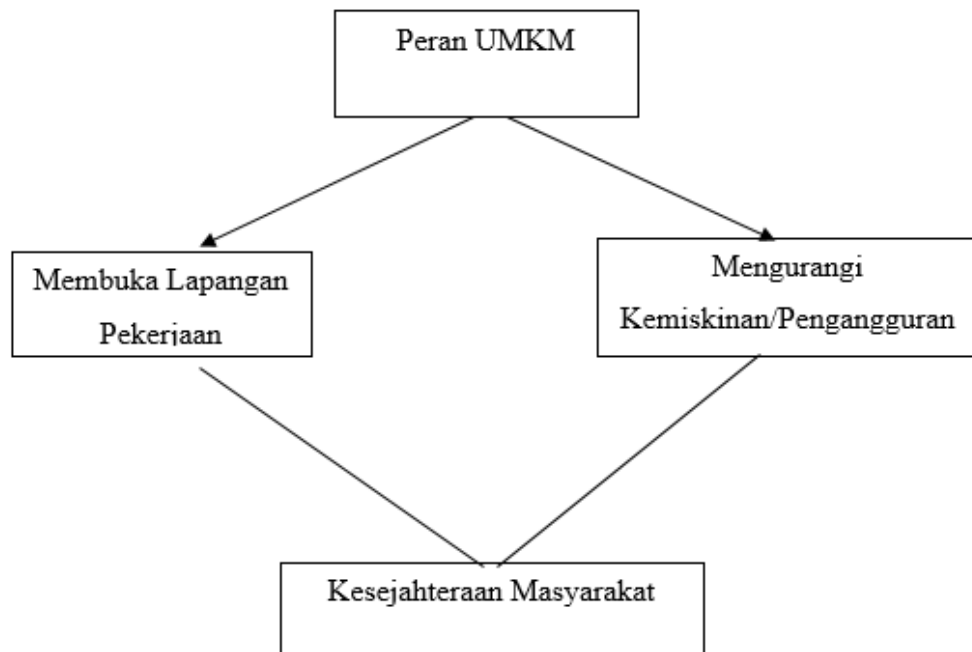 Peran UMKM
Membuka Lapangan
Pekerjaan
Mengurangi
Kemiskinan/Pengangguran
Kesejahteraan Masyarakat